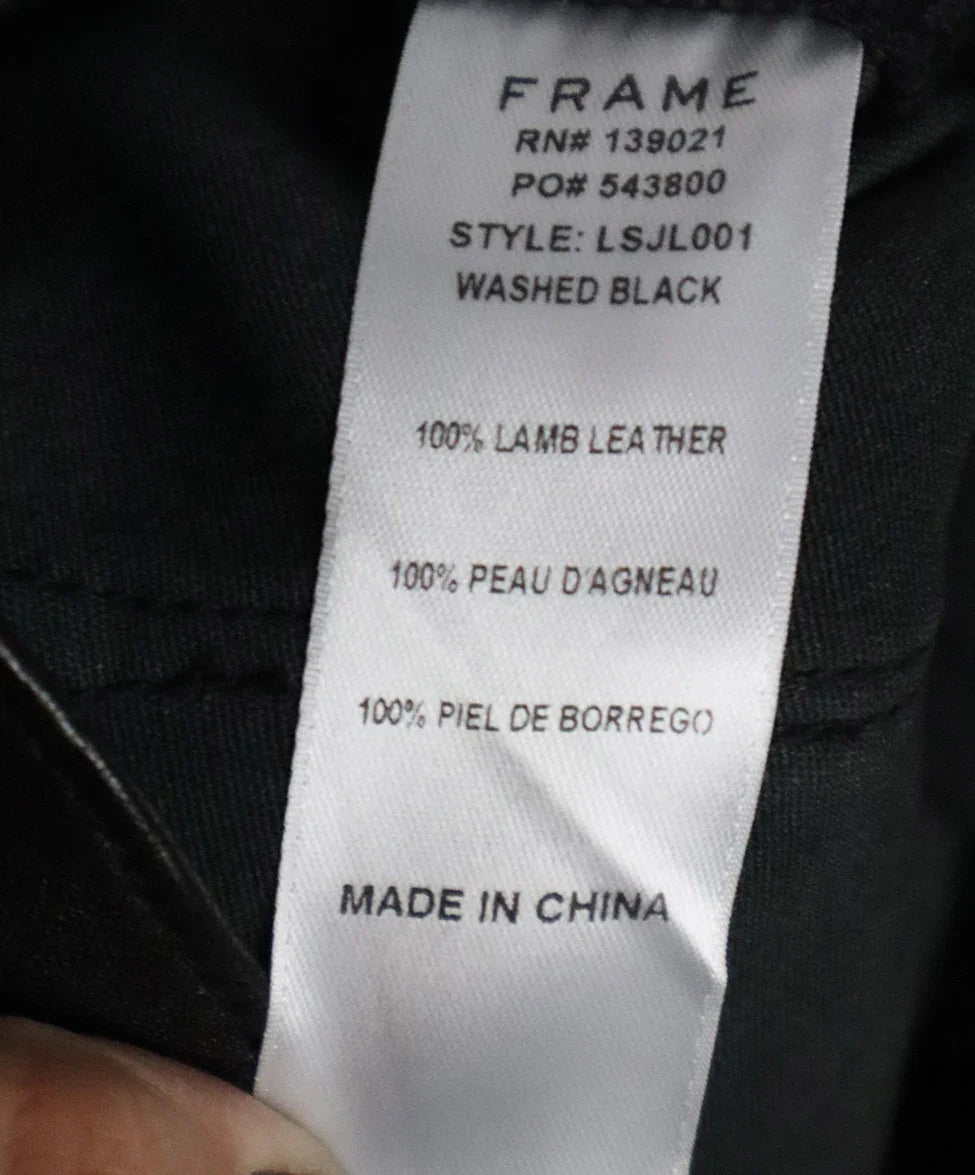 FRAME
RN# 139021
PO# 543800
STYLE: LSJL001
WASHED BLACK
100% LAMB LEATHER
100% PEAU D'AGNEAU
100% PIEL DE BORREGO
MADE IN CHINA